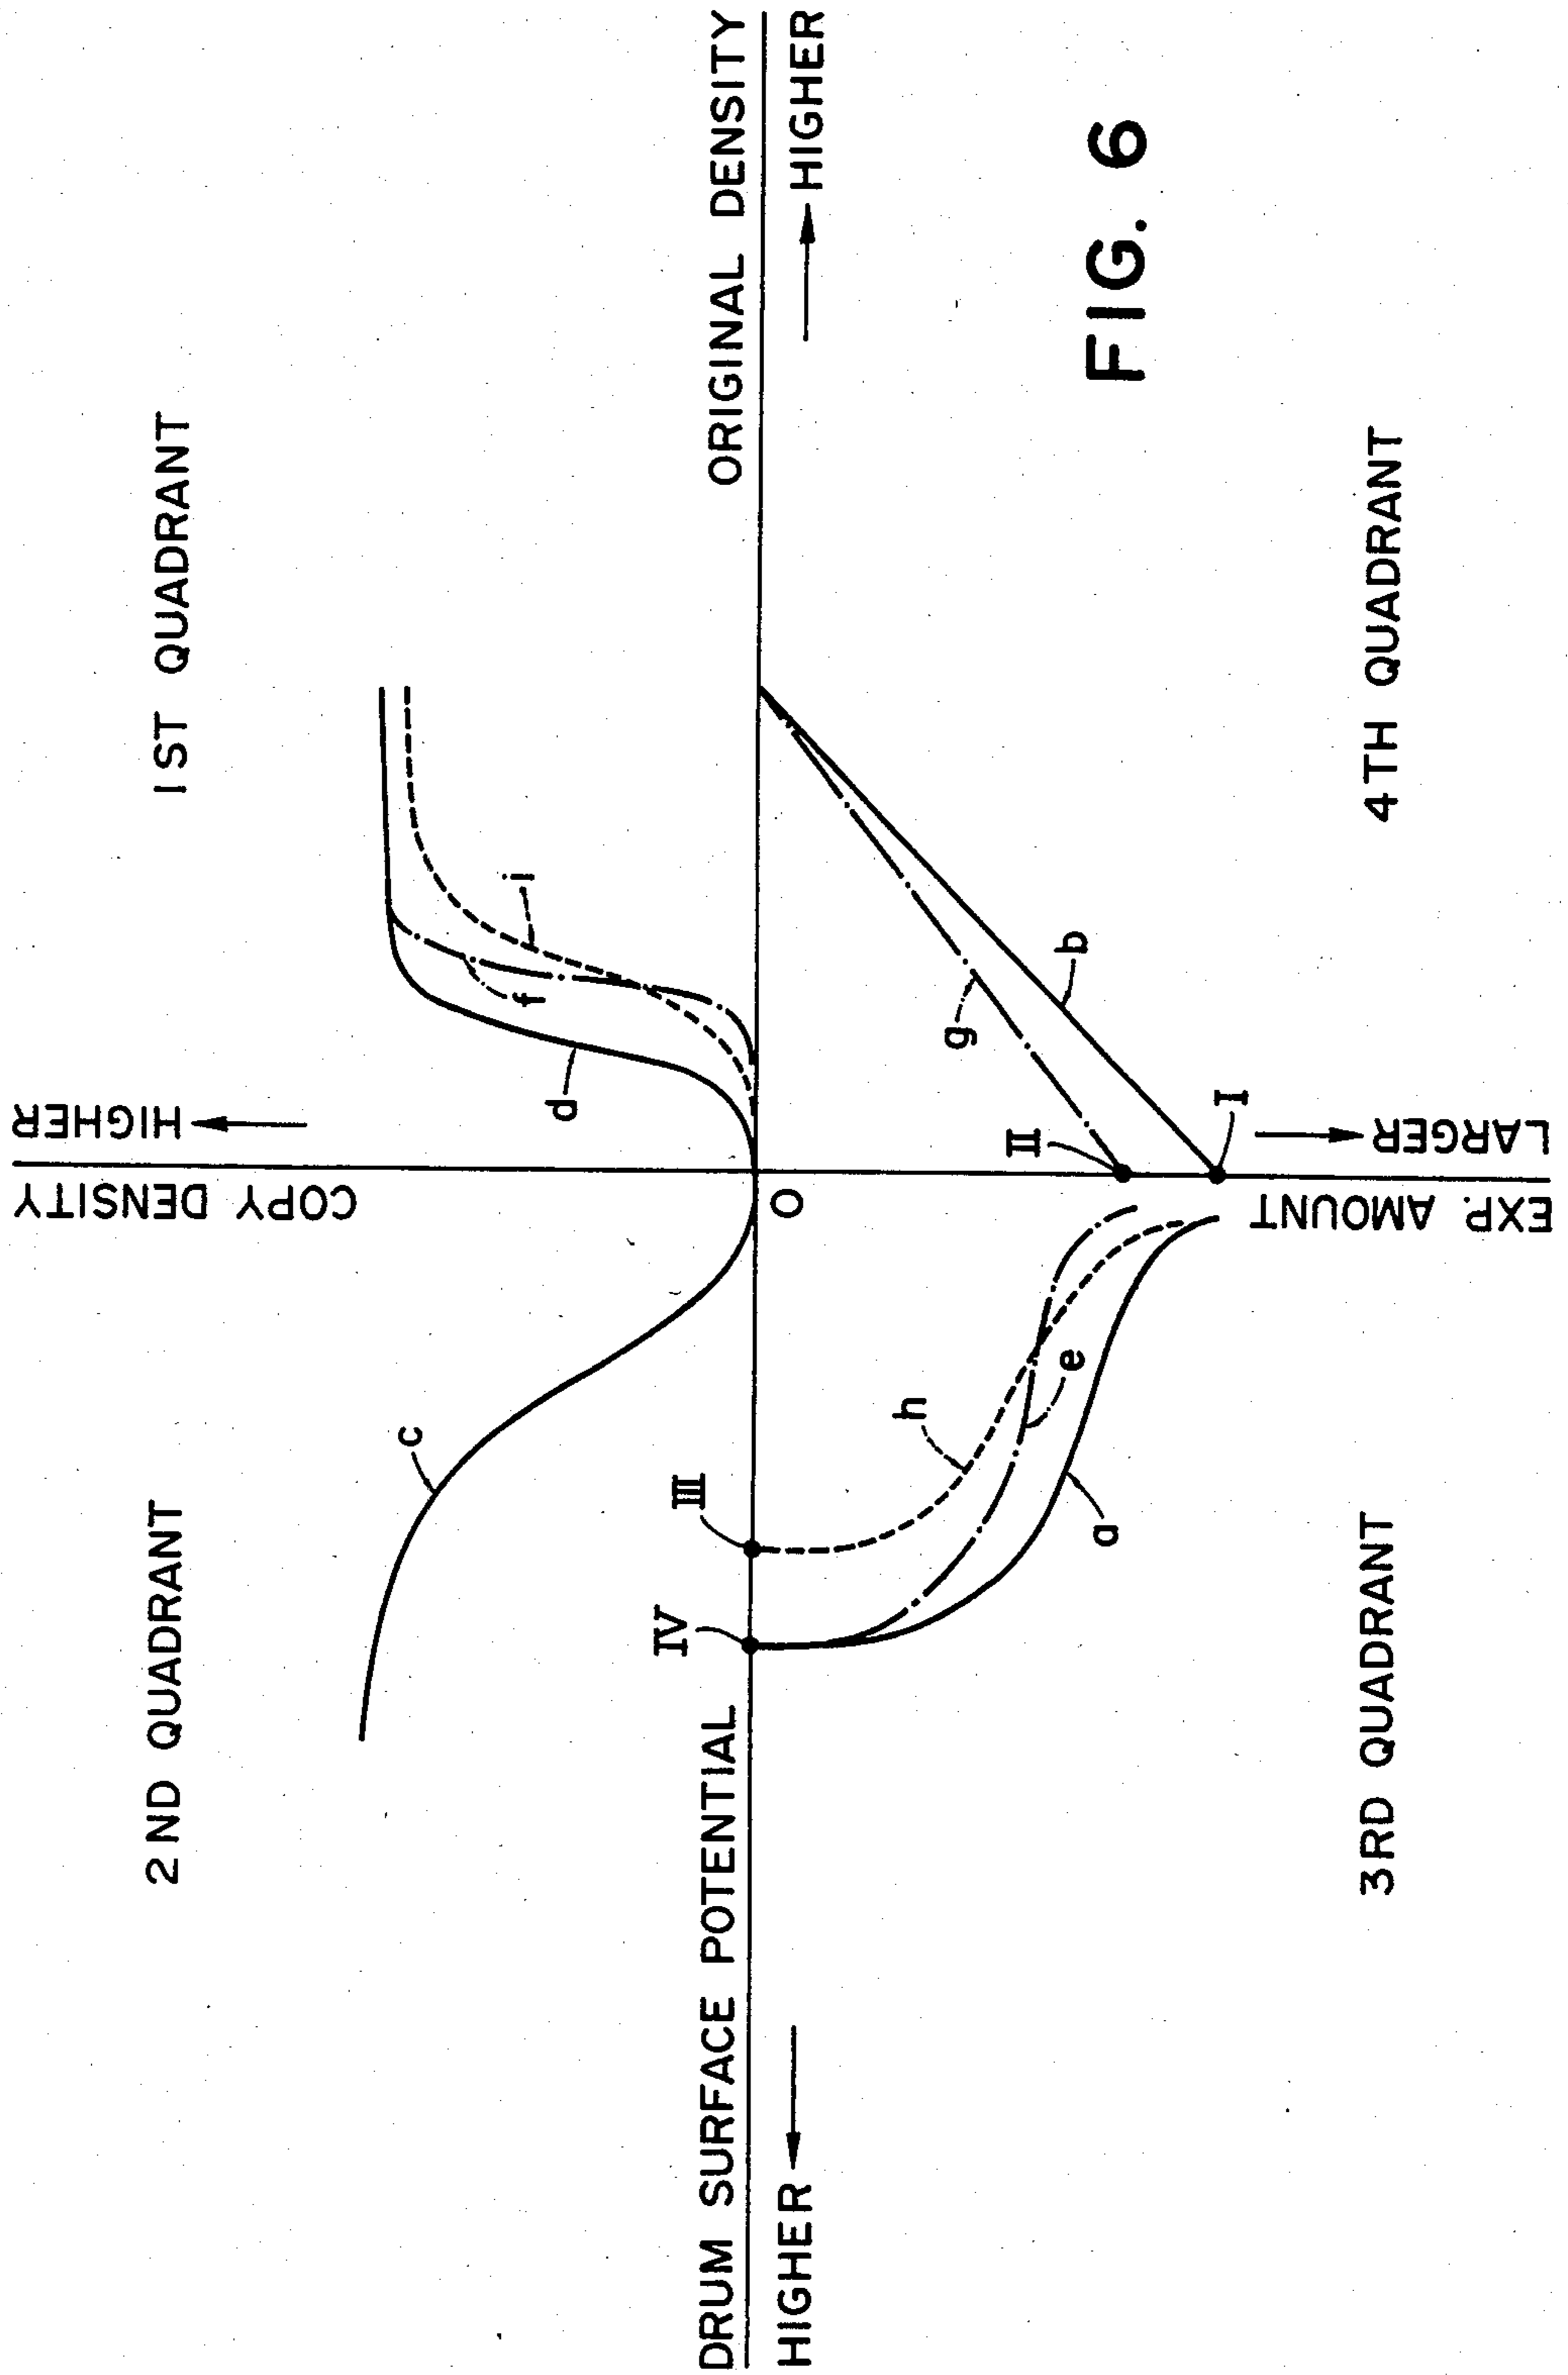 2ND QUADRANT
1ST QUADRANT
COPY DENSITY
HIGHER
c
d
f
i
DRUM SURFACE POTENTIAL
HIGHER
IV
III
O
ORIGINAL DENSITY
HIGHER
h
e
a
g
b
II
I
EXP. AMOUNT
LARGER
3RD QUADRANT
4TH QUADRANT
FIG. 6